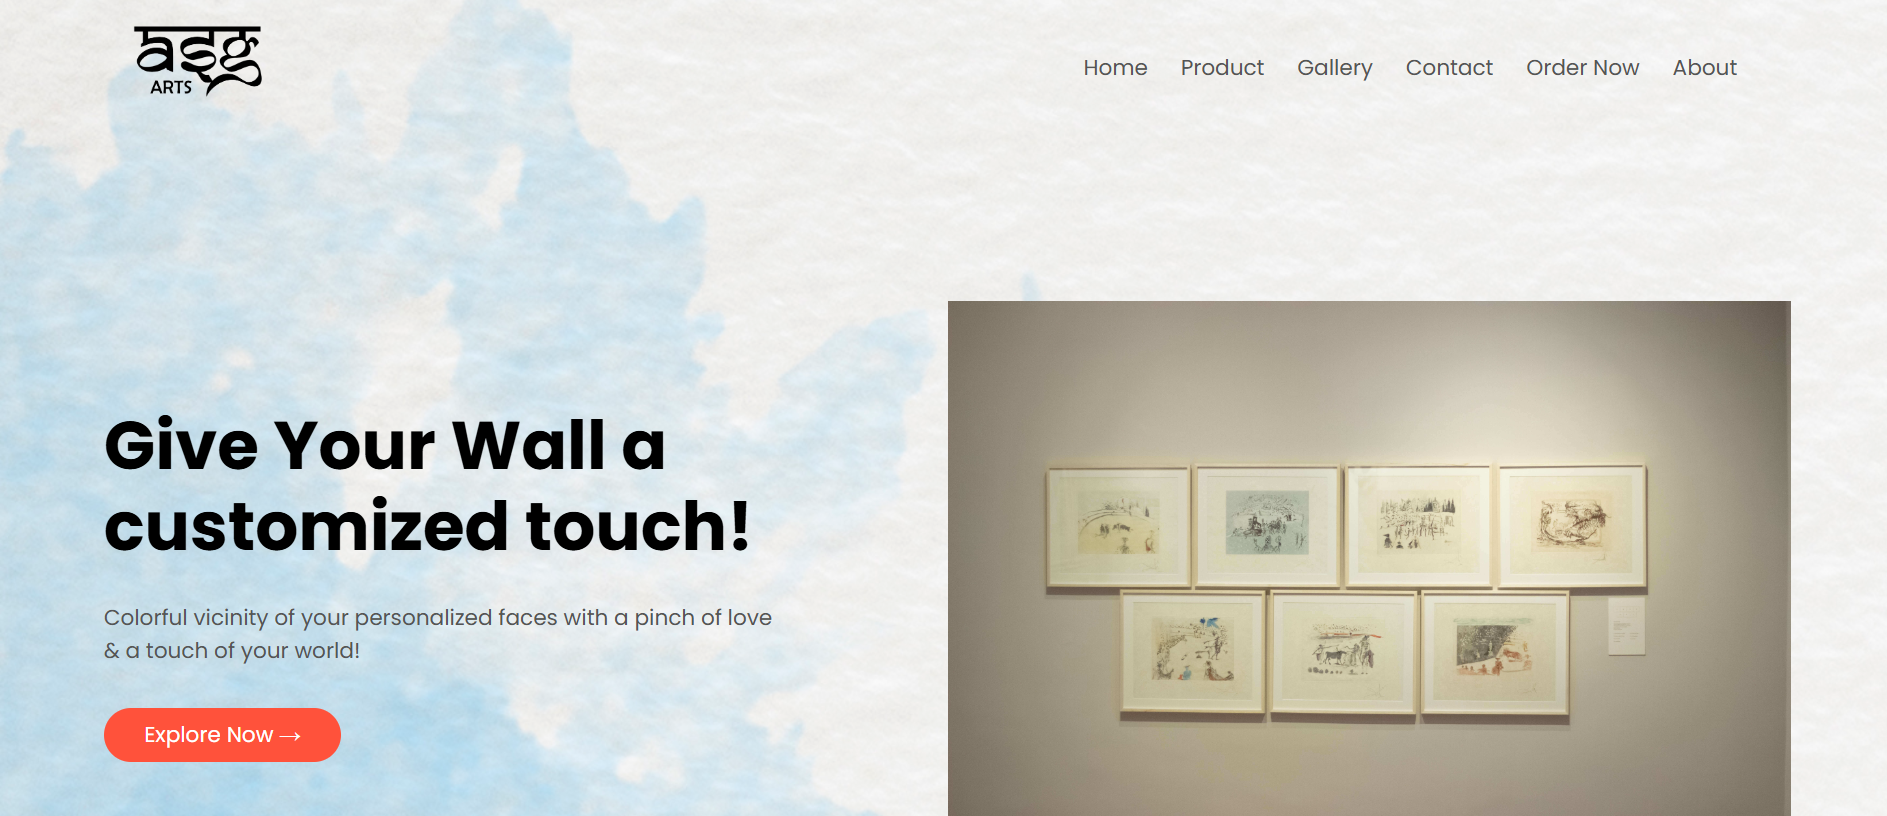 asg
ARTS
Home Product Gallery Contact Order Now About
Give Your Wall a
customized touch!
Colorful vicinity of your personalized faces with a pinch of love
& a touch of your world!
Explore Now →